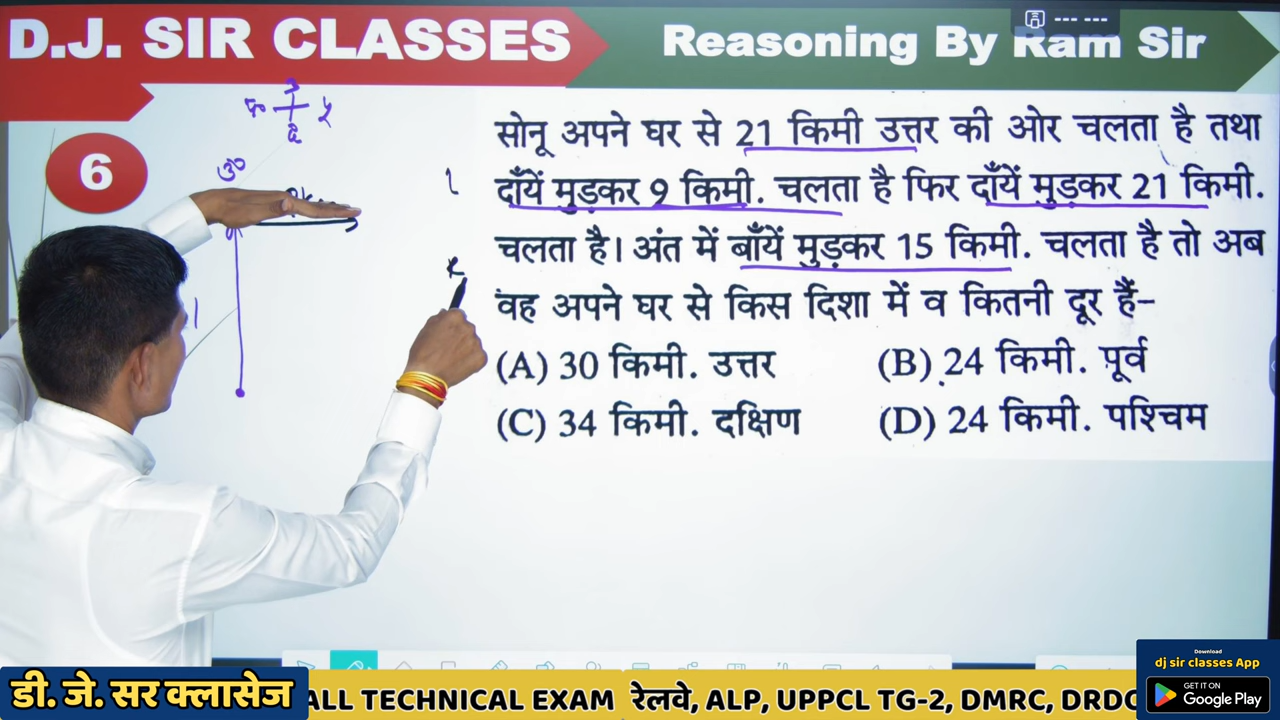 D.J. SIR CLASSES
Reasoning By Ram Sir
6
सोनू अपने घर से 21 किमी उत्तर की ओर चलता है तथा
दाँयें मुड़कर 9 किमी. चलता है फिर दाँयें मुड़कर 21 किमी.
चलता है। अंत में बाँयें मुड़कर 15 किमी. चलता है तो अब
वह अपने घर से किस दिशा में व कितनी दूर हैं-
(A) 30 किमी. उत्तर
(B) 24 किमी. पूर्व
(C) 34 किमी. दक्षिण
(D) 24 किमी. पश्चिम
डी. जे. सर क्लासेज
ALL TECHNICAL EXAM रेलवे, ALP, UPPCL TG-2, DMRC, DRDO
Download
dj sir classes App
GET IT ON
Google Play